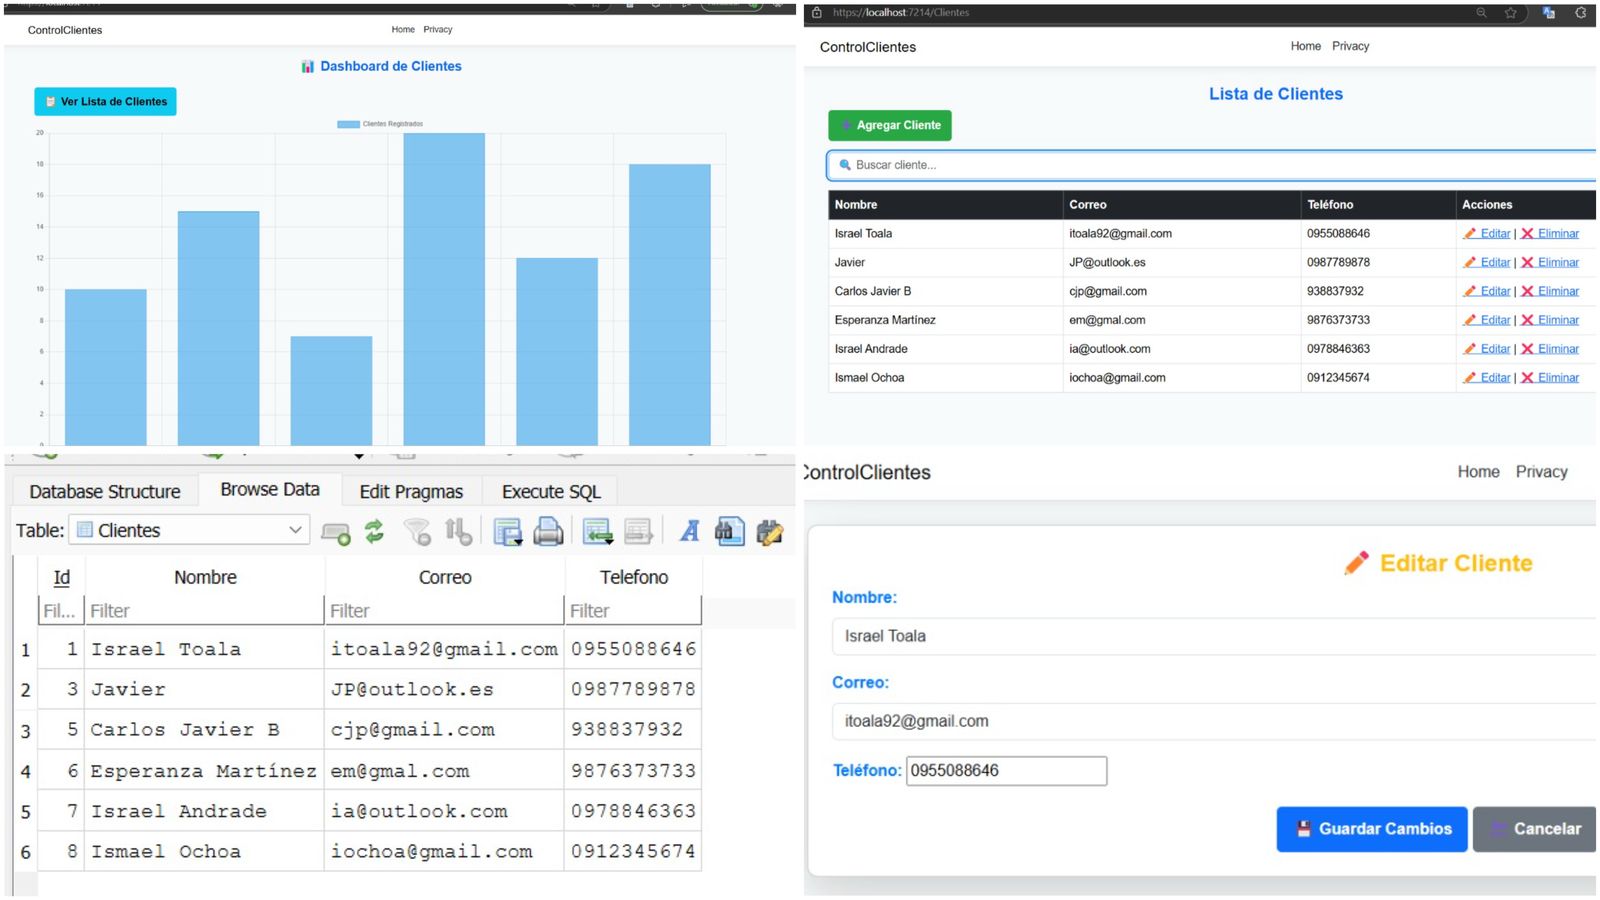 ControlClientes
Home Privacy
Dashboard de Clientes
Ver Lista de Clientes
Clientes Registrados
20
18
16
14
12
10
8
6
4
2
0
https://localhost:7214/Clientes
ControlClientes
Home Privacy
Lista de Clientes
Agregar Cliente
Buscar cliente...
Nombre Correo Teléfono Acciones
Israel Toala itoala92@gmail.com 0955088646 Editar | Eliminar
Javier JP@outlook.es 0987789878 Editar | Eliminar
Carlos Javier B cjp@gmail.com 938837932 Editar | Eliminar
Esperanza Martínez em@gmal.com 9876373733 Editar | Eliminar
Israel Andrade ia@outlook.com 0978846363 Editar | Eliminar
Ismael Ochoa iochoa@gmail.com 0912345674 Editar | Eliminar
Database Structure Browse Data Edit Pragmas Execute SQL
Table: Clientes
Id Nombre Correo Telefono
Fil... Filter Filter Filter
1 1 Israel Toala itoala92@gmail.com 0955088646
2 3 Javier JP@outlook.es 0987789878
3 5 Carlos Javier B cjp@gmail.com 938837932
4 6 Esperanza Martínez em@gmal.com 9876373733
5 7 Israel Andrade ia@outlook.com 0978846363
6 8 Ismael Ochoa iochoa@gmail.com 0912345674
ControlClientes
Home Privacy
Editar Cliente
Nombre:
Israel Toala
Correo:
itoala92@gmail.com
Teléfono: 0955088646
Guardar Cambios Cancelar